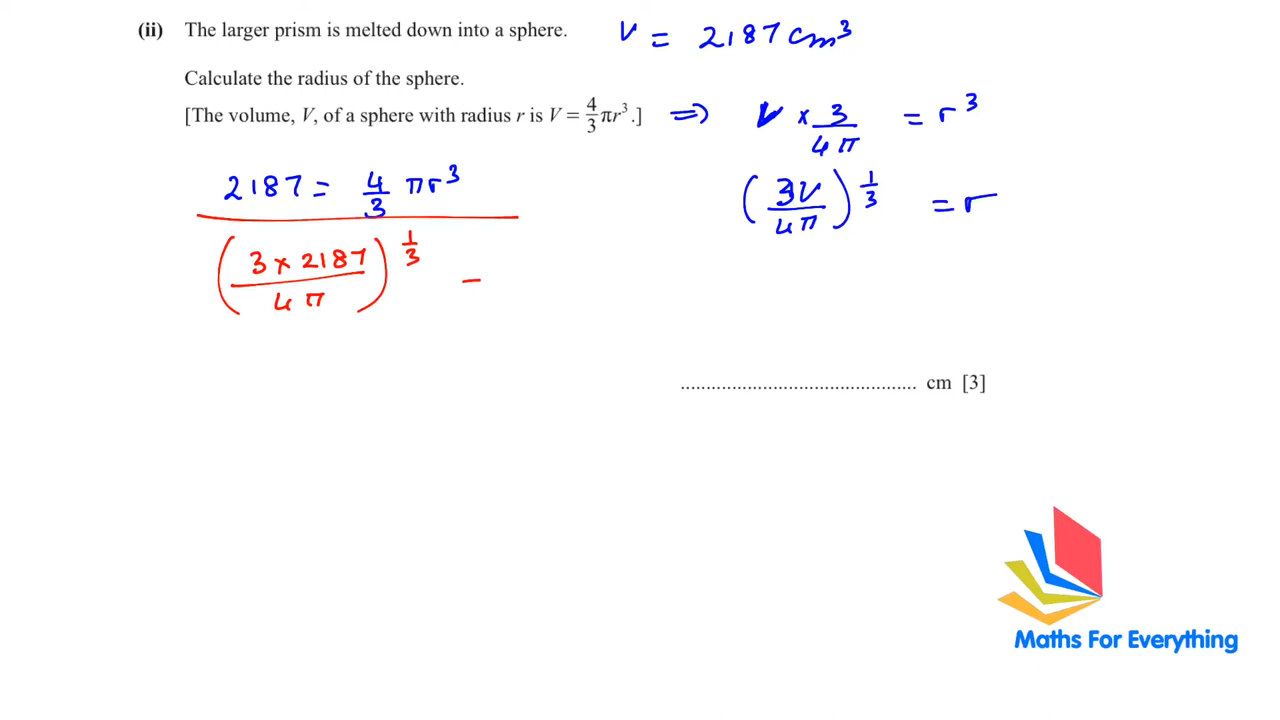 (ii) The larger prism is melted down into a sphere. V = 2187 cm³
Calculate the radius of the sphere.
[The volume, V, of a sphere with radius r is V = 4/3 πr³.] ⇒ V × 3/4π = r³
2187 = 4/3 πr³
(3V/4π)^1/3 = r
(3 × 2187/4π)^1/3 –
.............................................. cm [3]
Maths For Everything